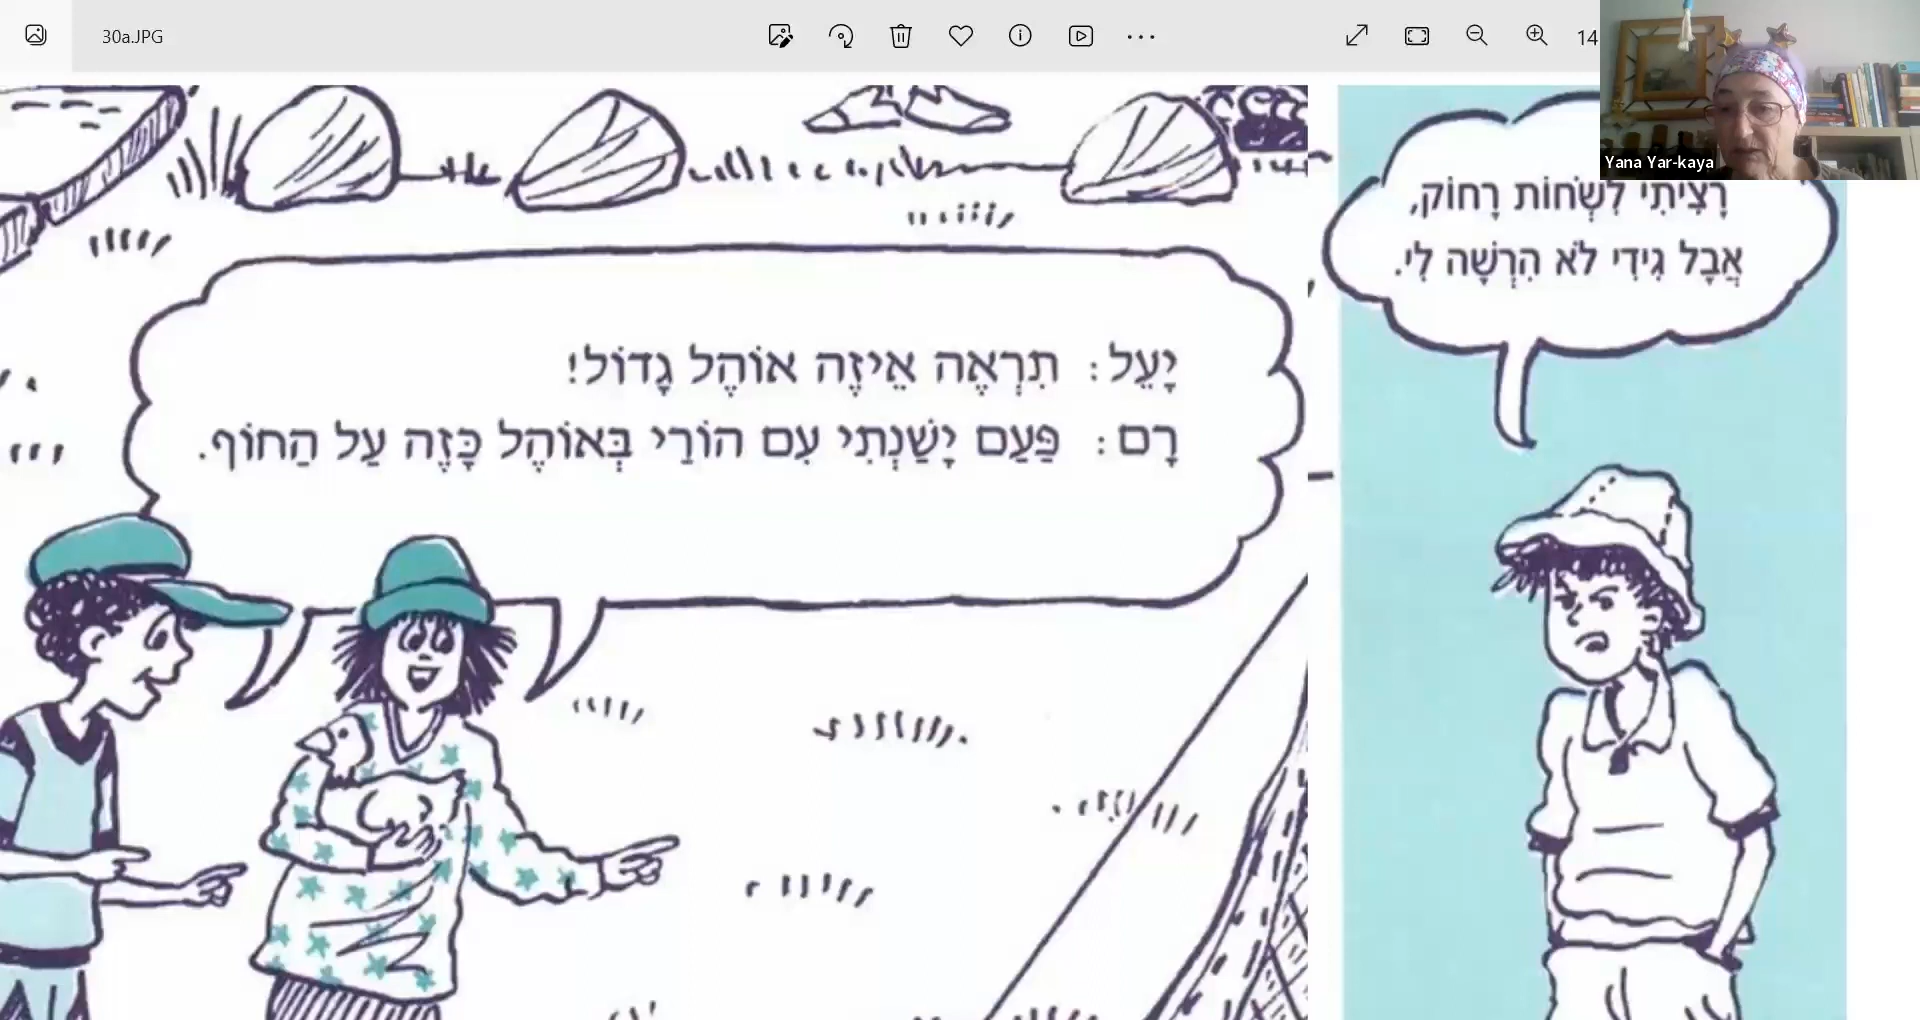 30a.JPG
14
Yana Yar-kaya
רָצִיתִי לִשְׂחוֹת רָחוֹק,
אֲבָל גִידִי לֹא הִרְשָׁה לִי.
יָעֵל: תִרְאֶה אֵיזֶה אוֹהֶל גָדוֹל!
רָם: פַּעַם יָשַׁנְתִי עִם הוֹרַי בְּאוֹהֶל כָּזֶה עַל הַחוֹף.